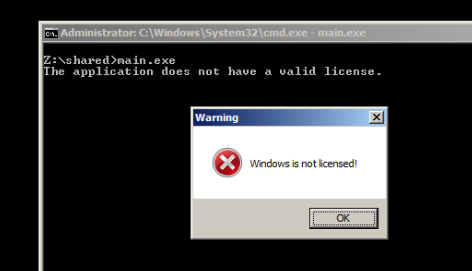 Administrator: C:\Windows\System32\cmd.exe - main.exe
Z:\shared>main.exe
The application does not have a valid license.
Warning
Windows is not licensed!
OK